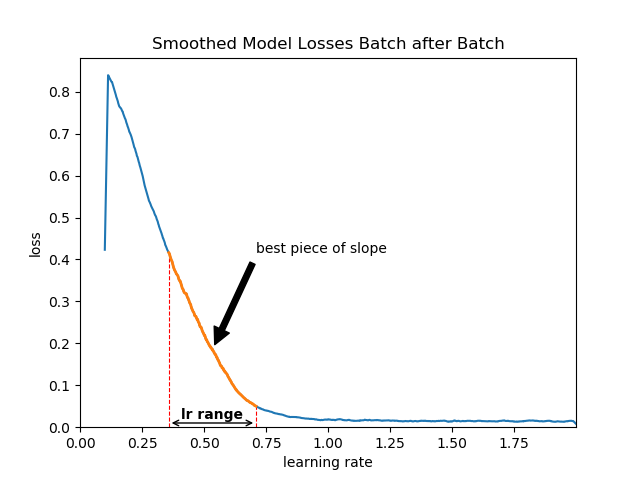 Smoothed Model Losses Batch after Batch
0.8
0.7
0.6
0.5
0.4
0.3
0.2
0.1
0.0
loss
best piece of slope
lr range
0.00 0.25 0.50 0.75 1.00 1.25 1.50 1.75
learning rate